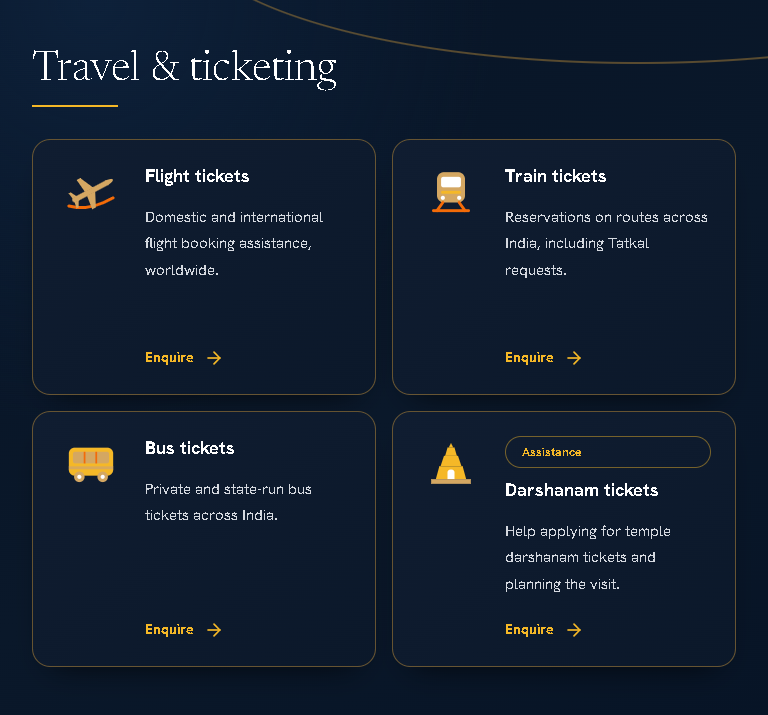 Travel & ticketing
Flight tickets
Domestic and international
flight booking assistance,
worldwide.
Enquire
Train tickets
Reservations on routes across
India, including Tatkal
requests.
Enquire
Bus tickets
Private and state-run bus
tickets across India.
Enquire
Assistance
Darshanam tickets
Help applying for temple
darshanam tickets and
planning the visit.
Enquire